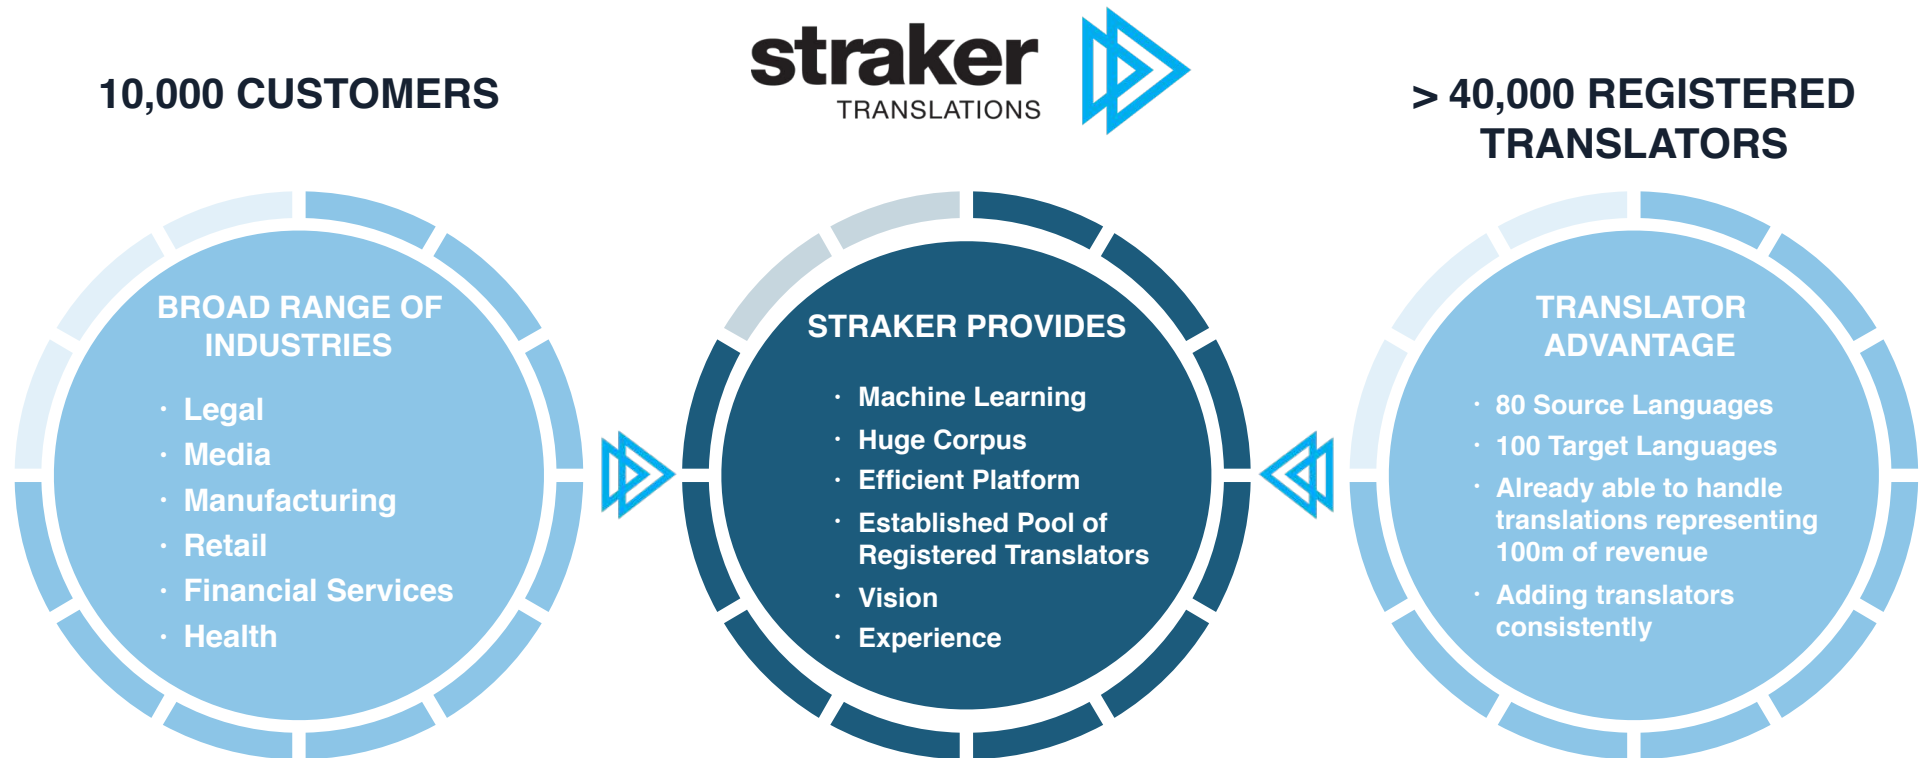 straker
TRANSLATIONS
10,000 CUSTOMERS
> 40,000 REGISTERED
TRANSLATORS
BROAD RANGE OF
INDUSTRIES
· Legal
· Media
· Manufacturing
· Retail
· Financial Services
· Health
STRAKER PROVIDES
· Machine Learning
· Huge Corpus
· Efficient Platform
· Established Pool of
Registered Translators
· Vision
· Experience
TRANSLATOR
ADVANTAGE
· 80 Source Languages
· 100 Target Languages
· Already able to handle
translations representing
100m of revenue
· Adding translators
consistently